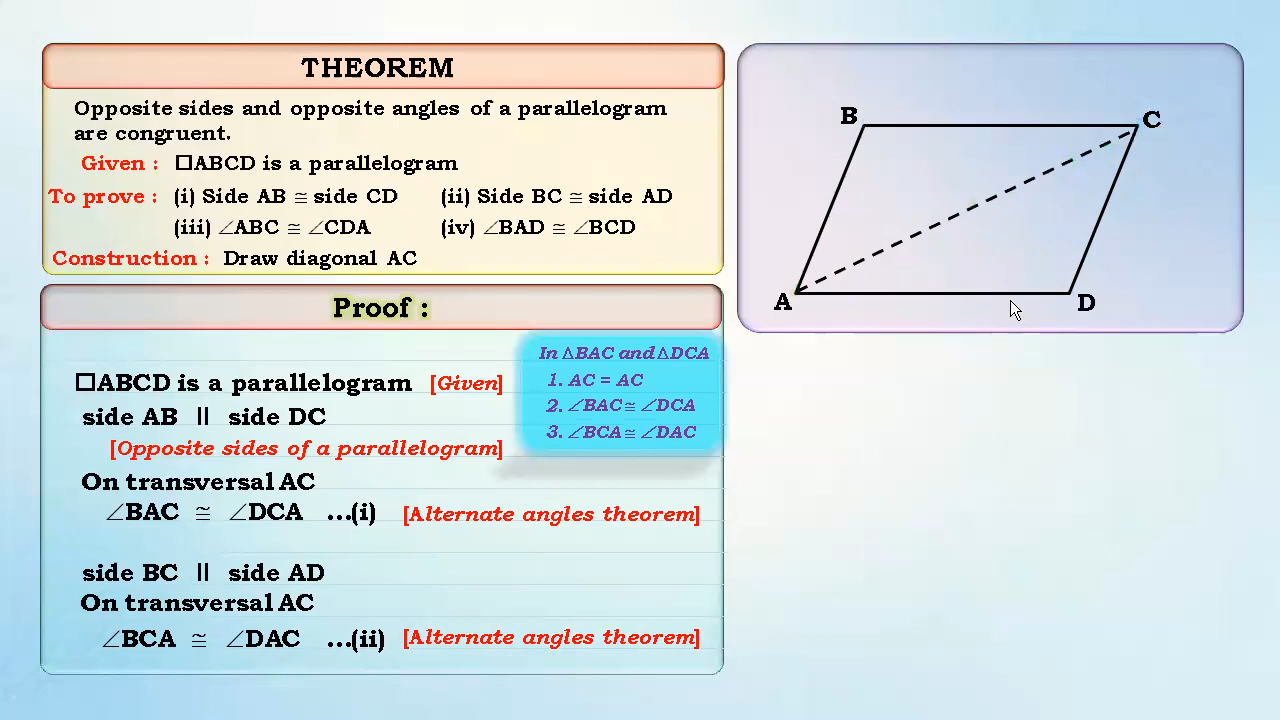 THEOREM
Opposite sides and opposite angles of a parallelogram
are congruent.
Given : □ABCD is a parallelogram
To prove : (i) Side AB ≅ side CD (ii) Side BC ≅ side AD
(iii) ∠ABC ≅ ∠CDA (iv) ∠BAD ≅ ∠BCD
Construction : Draw diagonal AC
Proof :
In △BAC and △DCA
1. AC = AC
2. ∠BAC ≅ ∠DCA
3. ∠BCA ≅ ∠DAC
□ABCD is a parallelogram [Given]
side AB || side DC
[Opposite sides of a parallelogram]
On transversal AC
∠BAC ≅ ∠DCA ...(i) [Alternate angles theorem]
side BC || side AD
On transversal AC
∠BCA ≅ ∠DAC ...(ii) [Alternate angles theorem]
B
C
A
D